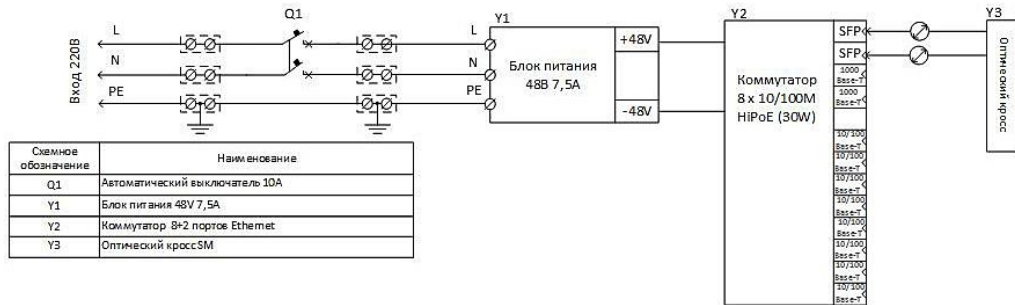 Q1
Y1
Y2
Y3
Вход 220В
L
N
PE
L
N
PE
Блок питания
48В 7,5А
+48V
-48V
Коммутатор
8 x 10/100М
HiPoE (30W)
SFP
SFP
1000
Base-T
1000
Base-T
10/100
Base-T
10/100
Base-T
10/100
Base-T
10/100
Base-T
10/100
Base-T
10/100
Base-T
10/100
Base-T
10/100
Base-T
Оптический кросс
Схемное
обозначение
Наименование
Q1
Автоматический выключатель 10А
Y1
Блок питания 48V 7,5А
Y2
Коммутатор 8+2 портов Ethernet
Y3
Оптический кросс SM